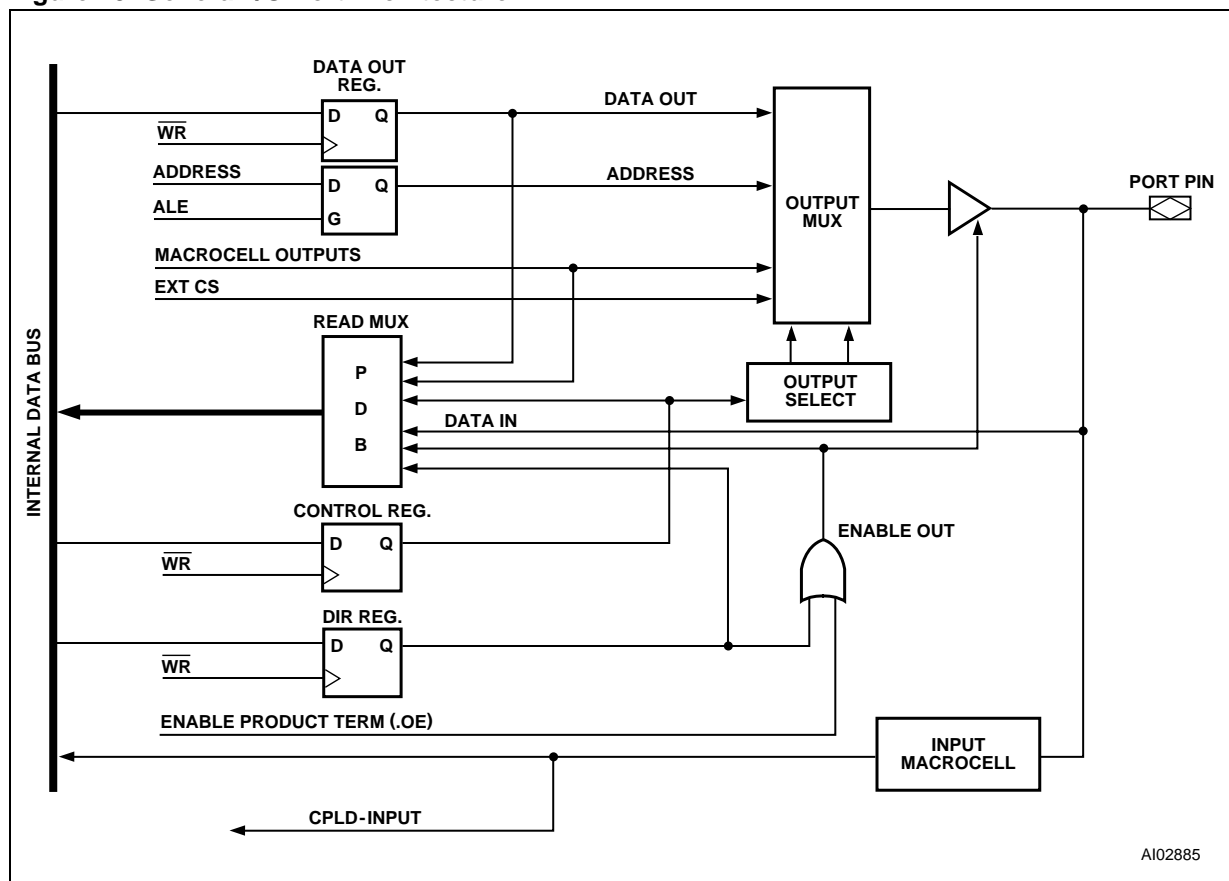 DATA OUT
REG.
D Q
DATA OUT
WR
ADDRESS
D Q
ADDRESS
ALE
G
OUTPUT
MUX
PORT PIN
MACROCELL OUTPUTS
EXT CS
READ MUX
P
D
B
OUTPUT
SELECT
DATA IN
INTERNAL DATA BUS
CONTROL REG.
D Q
WR
ENABLE OUT
DIR REG.
D Q
WR
ENABLE PRODUCT TERM (.OE)
INPUT
MACROCELL
CPLD-INPUT
AI02885